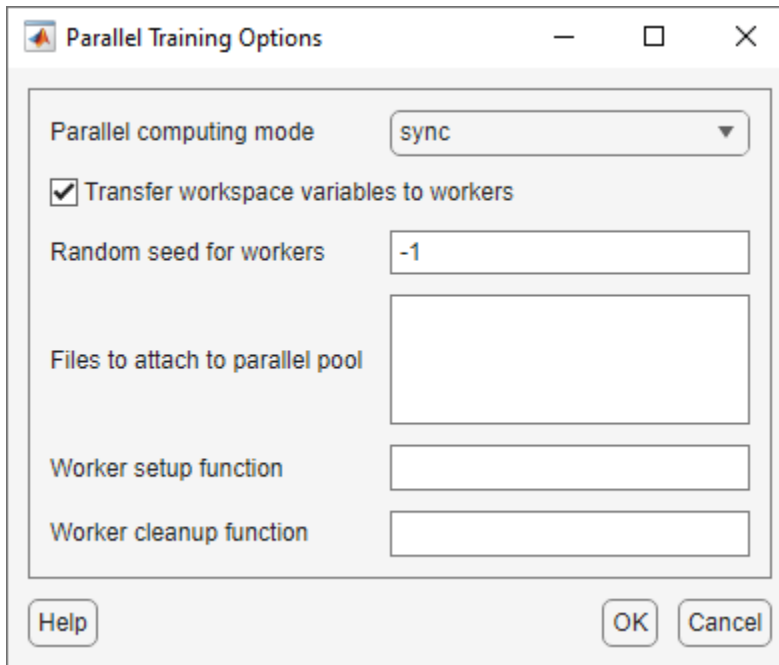 Parallel Training Options
Parallel computing mode sync
Transfer workspace variables to workers
Random seed for workers -1
Files to attach to parallel pool
Worker setup function
Worker cleanup function
Help OK Cancel